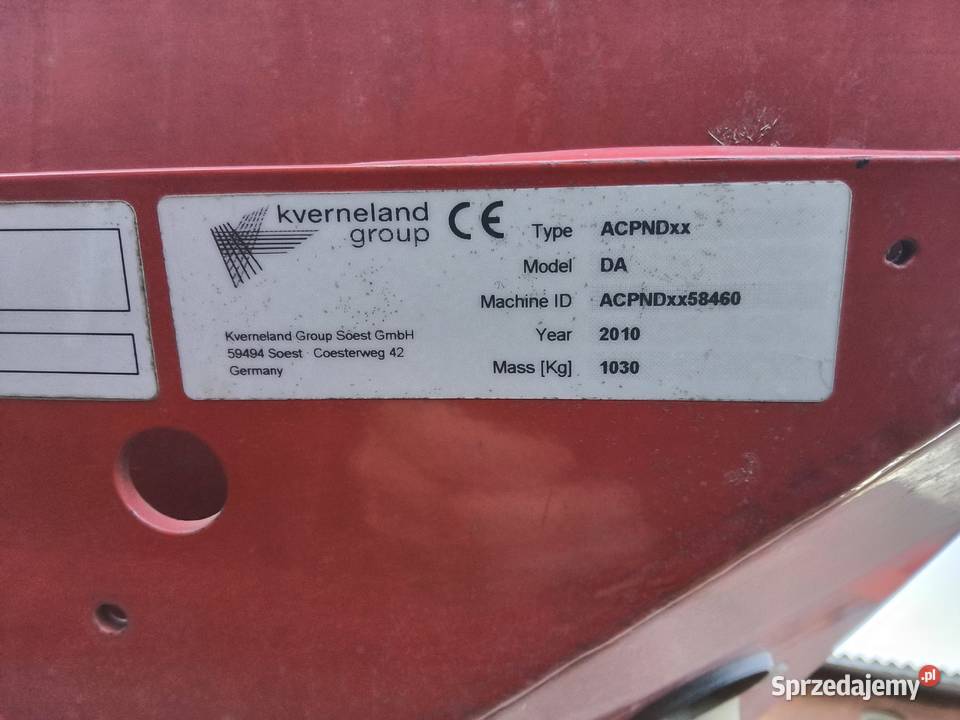 kverneland
group
CE
Type ACPNDxx
Model DA
Machine ID ACPNDxx58460
Year 2010
Mass [Kg] 1030
Kverneland Group Soest GmbH
59494 Soest · Coesterweg 42
Germany
Sprzedajemy.pl